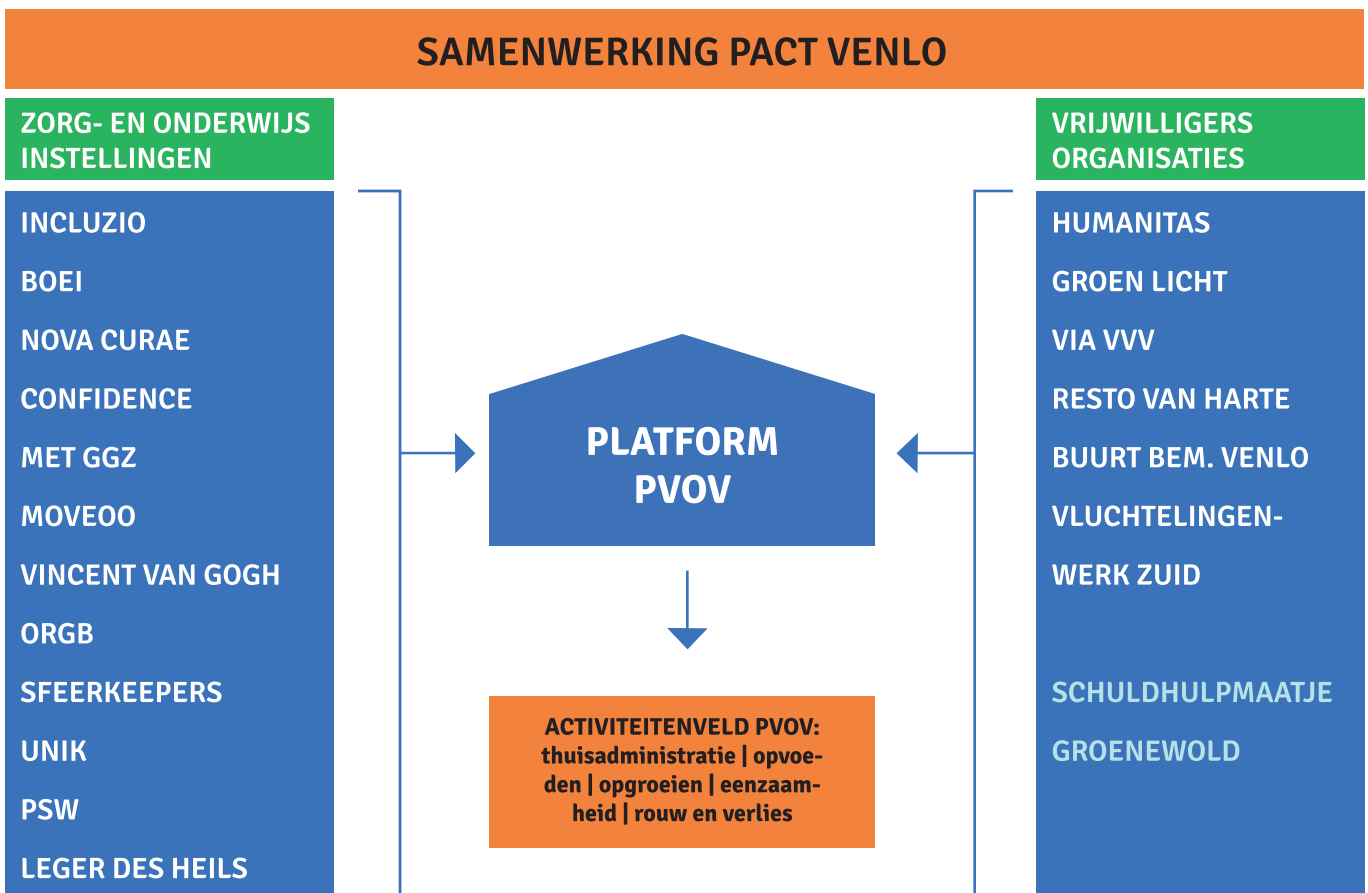 SAMENWERKING PACT VENLO
ZORG- EN ONDERWIJS
INSTELLINGEN
INCLUZIO
BOEI
NOVA CURAE
CONFIDENCE
MET GGZ
MOVEOO
VINCENT VAN GOGH
ORGB
SFEERKEEPERS
UNIK
PSW
LEGER DES HEILS
PLATFORM
PVOV
ACTIVITEITENVELD PVOV:
thuisadministratie | opvoe-
den | opgroeien | eenzaam-
heid | rouw en verlies
VRIJWILLIGERS
ORGANISATIES
HUMANITAS
GROEN LICHT
VIA VVV
RESTO VAN HARTE
BUURT BEM. VENLO
VLUCHTELINGEN-
WERK ZUID
SCHULDHULPMAATJE
GROENEWOLD